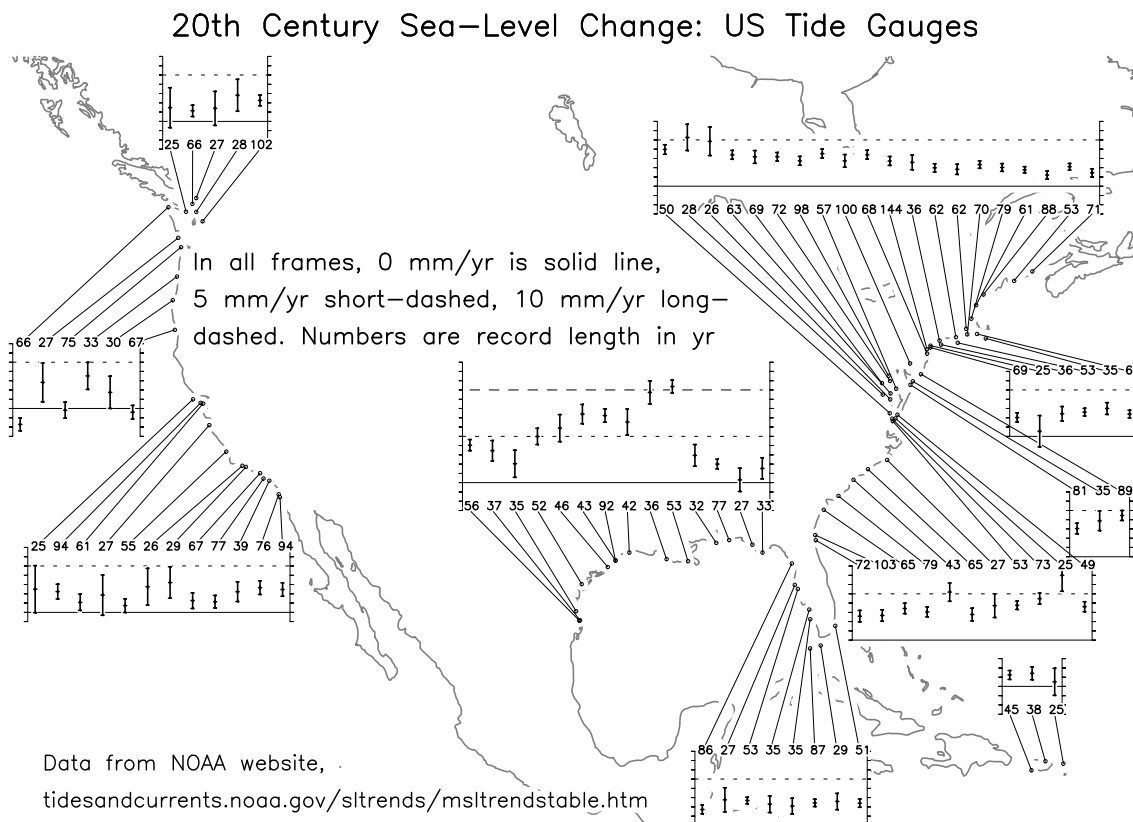 20th Century Sea-Level Change: US Tide Gauges
25 66 27 28 102
50 28 26 63 69 72 98 57 100 68 144 36 62 62 70 79 61 88 53 71
In all frames, 0 mm/yr is solid line,
5 mm/yr short-dashed, 10 mm/yr long-
dashed. Numbers are record length in yr
66 27 75 33 30 67
69 25 36 53 35 6
81 35 89
56 37 35 52 46 43 92 42 36 53 32 77 27 33
25 94 61 27 55 26 29 67 77 39 76 94
72 103 65 79 43 65 27 53 73 25 49
45 38 25
86 27 53 35 35 87 29 51
Data from NOAA website,
tidesandcurrents.noaa.gov/sltrends/msltrendstable.htm